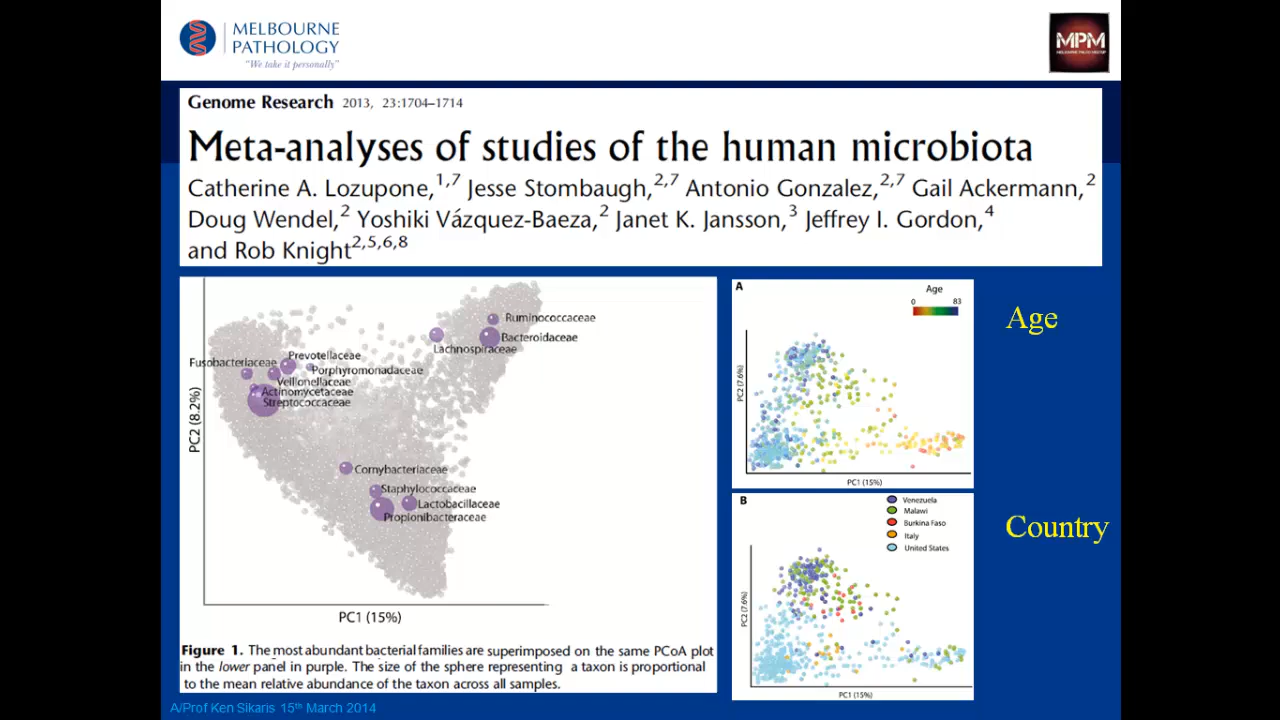 MELBOURNE
PATHOLOGY
"We take it personally"
MPM
Genome Research 2013, 23:1704–1714
Meta-analyses of studies of the human microbiota
Catherine A. Lozupone,1,7 Jesse Stombaugh,2,7 Antonio Gonzalez,2,7 Gail Ackermann,2
Doug Wendel,2 Yoshiki Vázquez-Baeza,2 Janet K. Jansson,3 Jeffrey I. Gordon,4
and Rob Knight2,5,6,8
Ruminococcaceae
Bacteroidaceae
Lachnospiraceae
Prevotellaceae
Fusobacteriaceae
Porphyromonadaceae
Veillonellaceae
Actinomycetaceae
Streptococcaceae
Cornybacteriaceae
Staphylococcaceae
Lactobacillaceae
Propionibacteraceae
PC2 (8.2%)
PC1 (15%)
Figure 1. The most abundant bacterial families are superimposed on the same PCoA plot
in the lower panel in purple. The size of the sphere representing a taxon is proportional
to the mean relative abundance of the taxon across all samples.
A
Age
0 83
PC2 (7.6%)
PC1 (15%)
Age
B
Venezuela
Malawi
Burkina Faso
Italy
United States
PC2 (7.6%)
PC1 (15%)
Country
A/Prof Ken Sikaris 15th March 2014